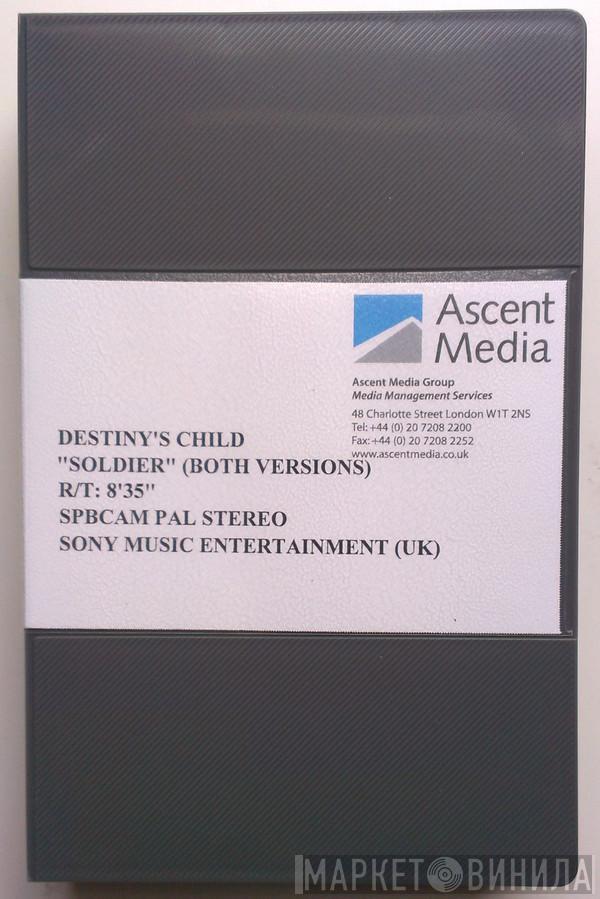 Ascent
Media
Ascent Media Group
Media Management Services
48 Charlotte Street London W1T 2NS
Tel: +44 (0) 20 7208 2200
Fax: +44 (0) 20 7208 2252
www.ascentmedia.co.uk
DESTINY'S CHILD
"SOLDIER" (BOTH VERSIONS)
R/T: 8'35"
SPBCAM PAL STEREO
SONY MUSIC ENTERTAINMENT (UK)
МАРКЕТ ВИНИЛА